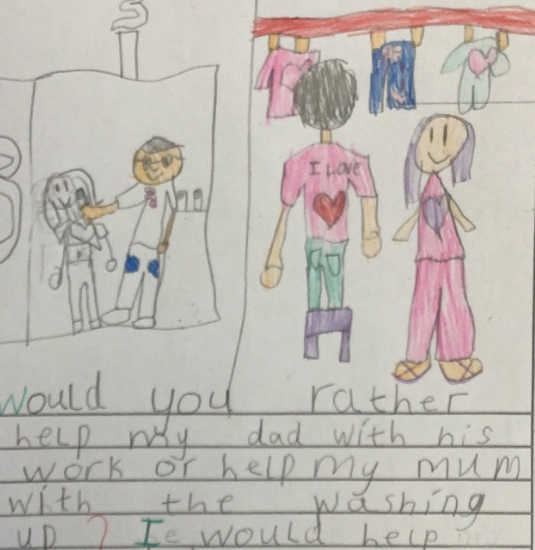 I LOVE
Would you rather
help my dad with his
work or help my mum
with the washing
up ? Ie would help